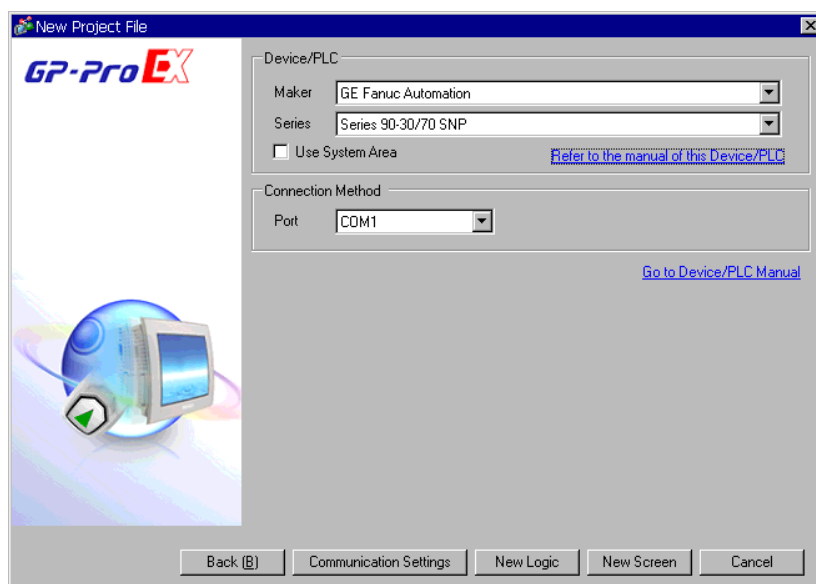 New Project File
GP-Pro EX
Device/PLC
Maker GE Fanuc Automation
Series Series 90-30/70 SNP
Use System Area Refer to the manual of this Device/PLC
Connection Method
Port COM1
Go to Device/PLC Manual
Back (B) Communication Settings New Logic New Screen Cancel